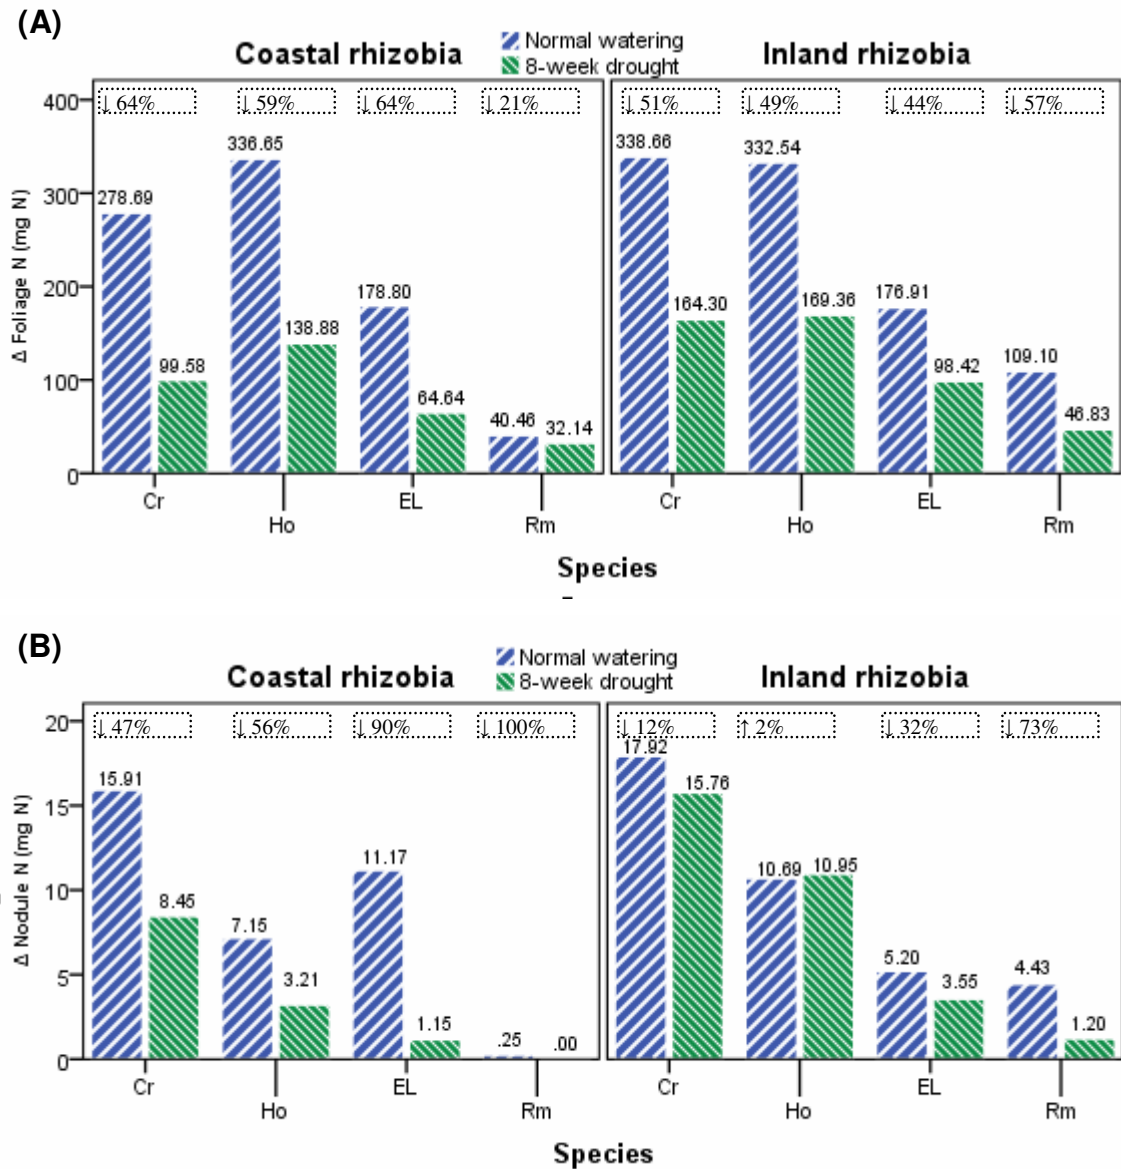 (A)
Coastal rhizobia
Normal watering
8-week drought
Inland rhizobia
Δ Foliage N (mg N)
400
300
200
100
0
↓ 64% ↓ 59% ↓ 64% ↓ 21%
↓ 51% ↓ 49% ↓ 44% ↓ 57%
278.69 99.58 336.65 138.88 178.80 64.64 40.46 32.14
338.66 164.30 332.54 169.36 176.91 98.42 109.10 46.83
Cr Ho EL Rm
Cr Ho EL Rm
Species
(B)
Coastal rhizobia
Normal watering
8-week drought
Inland rhizobia
Δ Nodule N (mg N)
20
15
10
5
0
↓ 47% ↓ 56% ↓ 90% ↓ 100%
↓ 12% ↑ 2% ↓ 32% ↓ 73%
15.91 8.45 7.15 3.21 11.17 1.15 .25 .00
17.92 15.76 10.69 10.95 5.20 3.55 4.43 1.20
Cr Ho EL Rm
Cr Ho EL Rm
Species